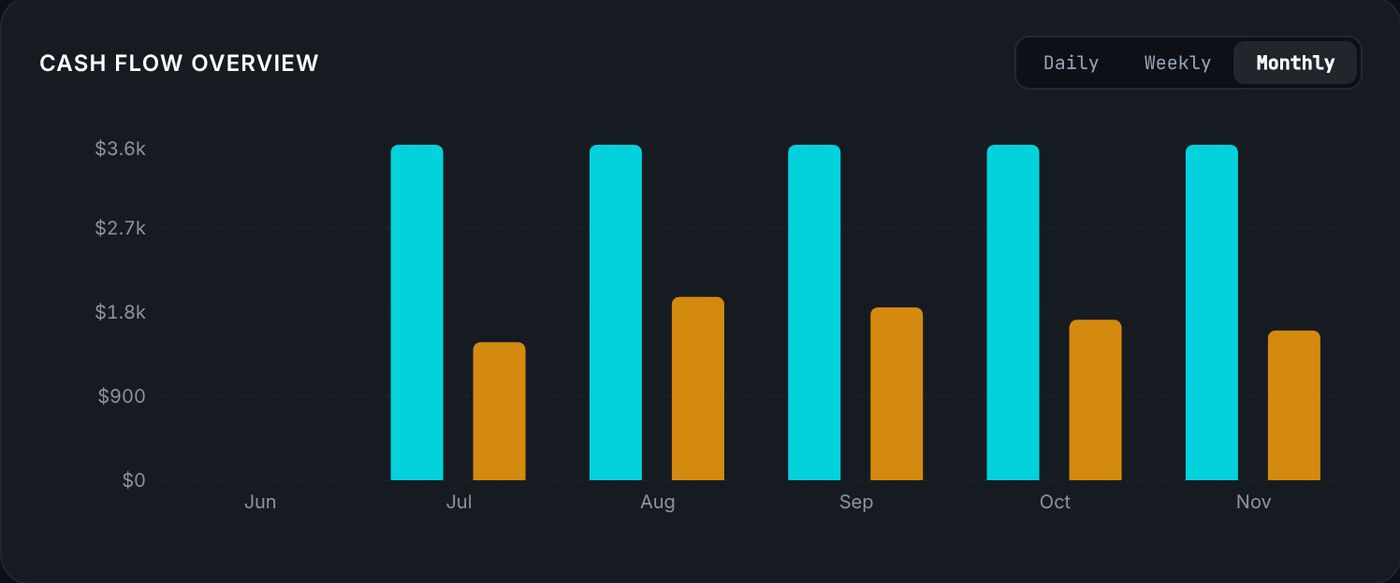 CASH FLOW OVERVIEW
Daily Weekly Monthly
$3.6k
$2.7k
$1.8k
$900
$0
Jun Jul Aug Sep Oct Nov